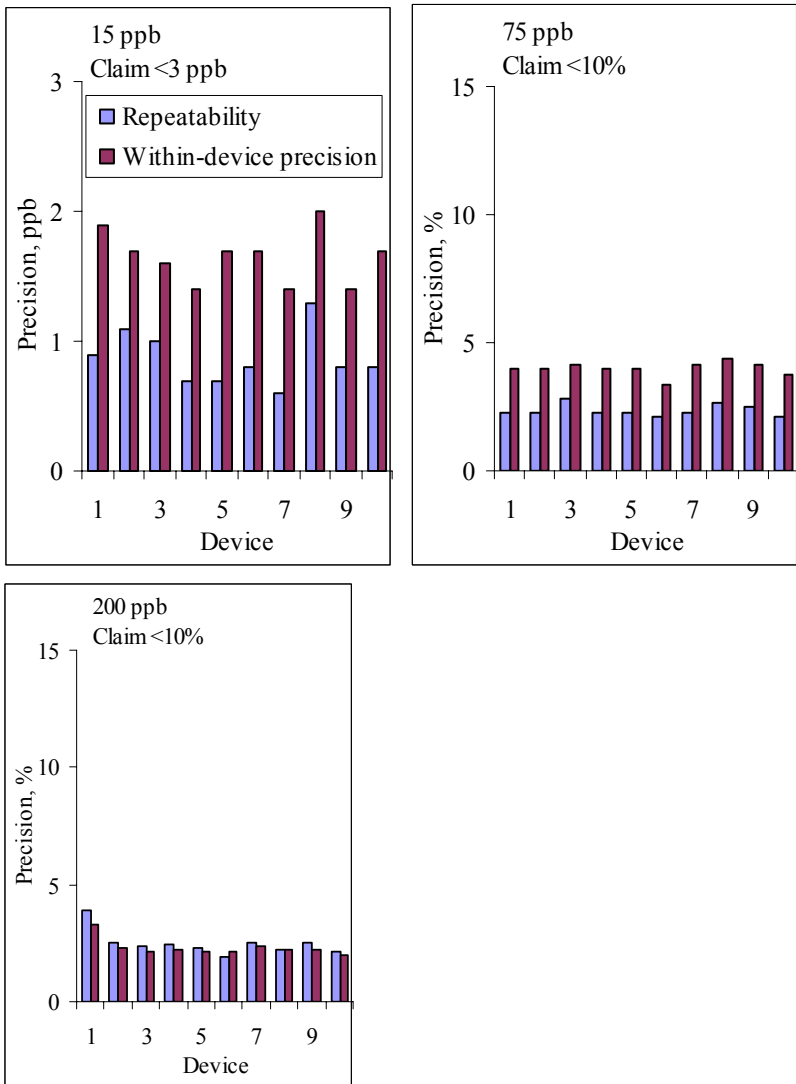 15 ppb
Claim <3 ppb
3
Repeatability
Within-device precision
2
1
0
Precision, ppb
1 3 5 7 9
Device
75 ppb
Claim <10%
15
10
5
0
Precision, %
1 3 5 7 9
Device
200 ppb
Claim <10%
15
10
5
0
Precision, %
1 3 5 7 9
Device